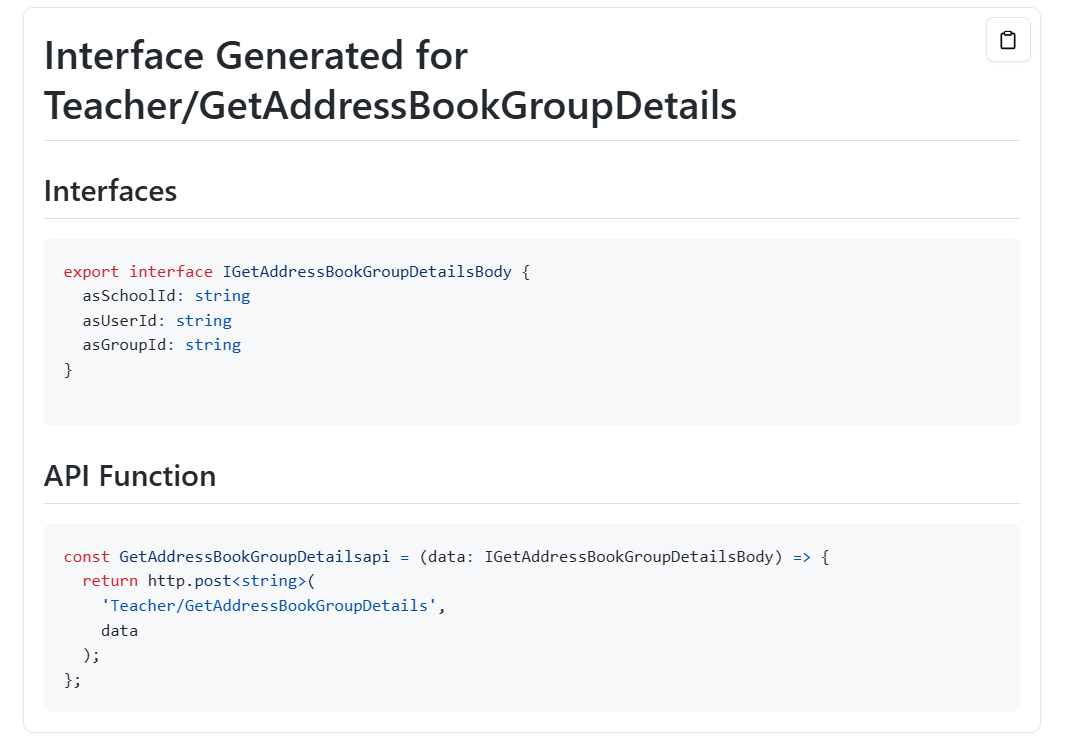 Interface Generated for
Teacher/GetAddressBookGroupDetails
Interfaces
export interface IGetAddressBookGroupDetailsBody {
  asSchoolId: string
  asUserId: string
  asGroupId: string
}
API Function
const GetAddressBookGroupDetailsapi = (data: IGetAddressBookGroupDetailsBody) => {
  return http.post<string>(
    'Teacher/GetAddressBookGroupDetails',
    data
  );
};